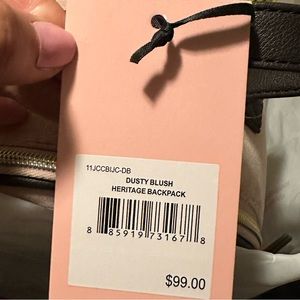 11JCCBIJC-DB
DUSTY BLUSH
HERITAGE BACKPACK
8 85919 73167 8
$99.00